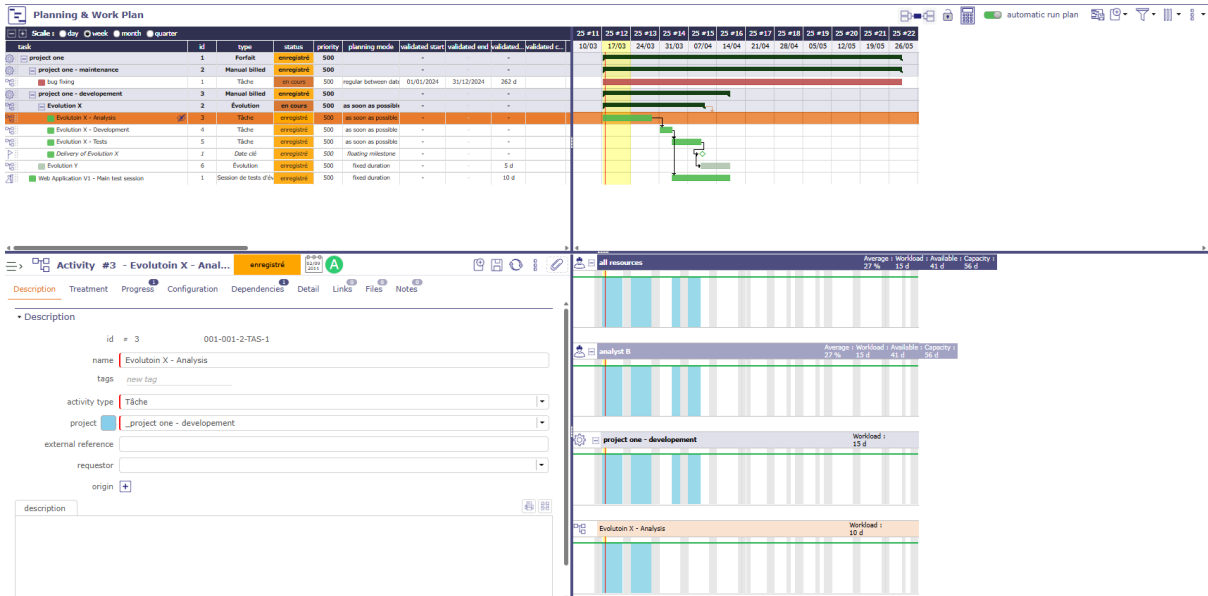 Planning & Work Plan
automatic run plan
Scale : day week month quarter
25 #11 25 #12 25 #13 25 #14 25 #15 25 #16 25 #17 25 #18 25 #19 25 #20 25 #21 25 #22
task id type status priority planning mode validated start validated end validated... validated c...
10/03 17/03 24/03 31/03 07/04 14/04 21/04 28/04 05/05 12/05 19/05 26/05
project one 1 Forfait enregistré 500 - -
project one - maintenance 2 Manual billed enregistré 500 - -
bug fixing 1 Tâche en cours 500 regular between date 01/01/2024 31/12/2024 262 d
project one - developement 3 Manual billed enregistré 500 - -
Evolution X 2 Évolution en cours 500 as soon as possible - -
Evolutoin X - Analysis 3 Tâche enregistré 500 as soon as possible - -
Evolution X - Development 4 Tâche enregistré 500 as soon as possible - -
Evolution X - Tests 5 Tâche enregistré 500 as soon as possible - -
Delivery of Evolution X 1 Date clé enregistré 500 floating milestone - -
Evolution Y 6 Évolution enregistré 500 fixed duration - 5 d
Web Application V1 - Main test session 1 Session de tests d'év enregistré 500 fixed duration - 10 d
Activity #3 - Evolutoin X - Anal... enregistré A
Description Treatment Progress 1 Configuration Dependencies 1 Detail Links 0 Files 0 Notes 0
Description
id # 3 001-001-2-TAS-1
name Evolutoin X - Analysis
tags new tag
activity type Tâche
project _project one - developement
external reference
requestor
origin
description
all resources
Average : Workload : Available : Capacity :
27 % 15 d 41 d 56 d
analyst B
Average : Workload : Available : Capacity :
27 % 15 d 41 d 56 d
project one - developement
Workload :
15 d
Evolutoin X - Analysis
Workload :
10 d